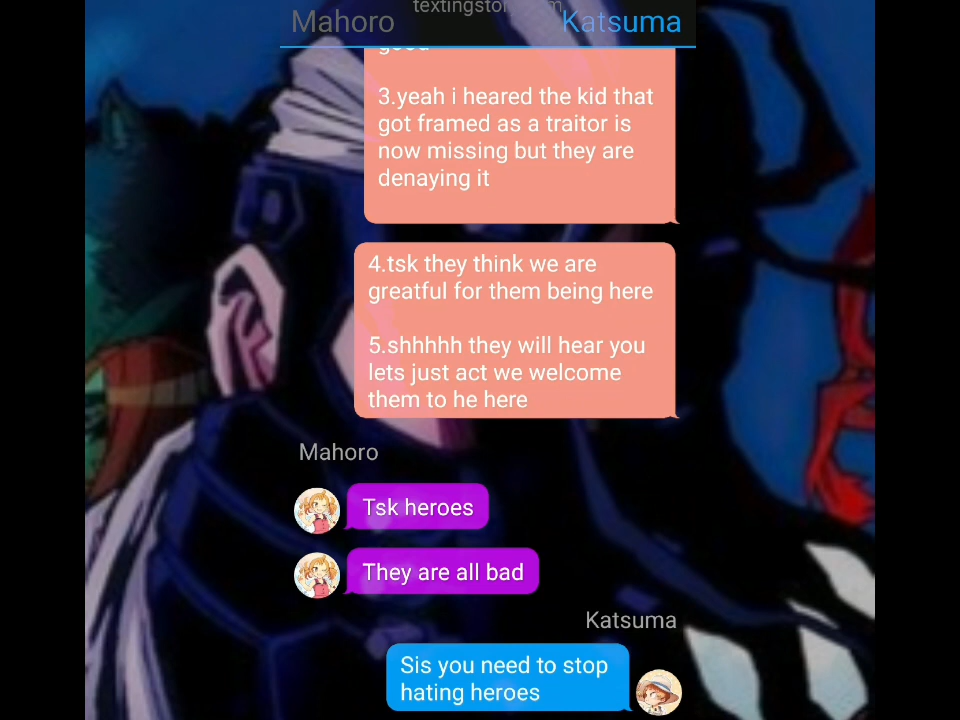 Mahoro
Katsuma
good
3.yeah i heared the kid that
got framed as a traitor is
now missing but they are
denaying it
4.tsk they think we are
greatful for them being here
5.shhhhh they will hear you
lets just act we welcome
them to he here
Mahoro
Tsk heroes
They are all bad
Katsuma
Sis you need to stop
hating heroes